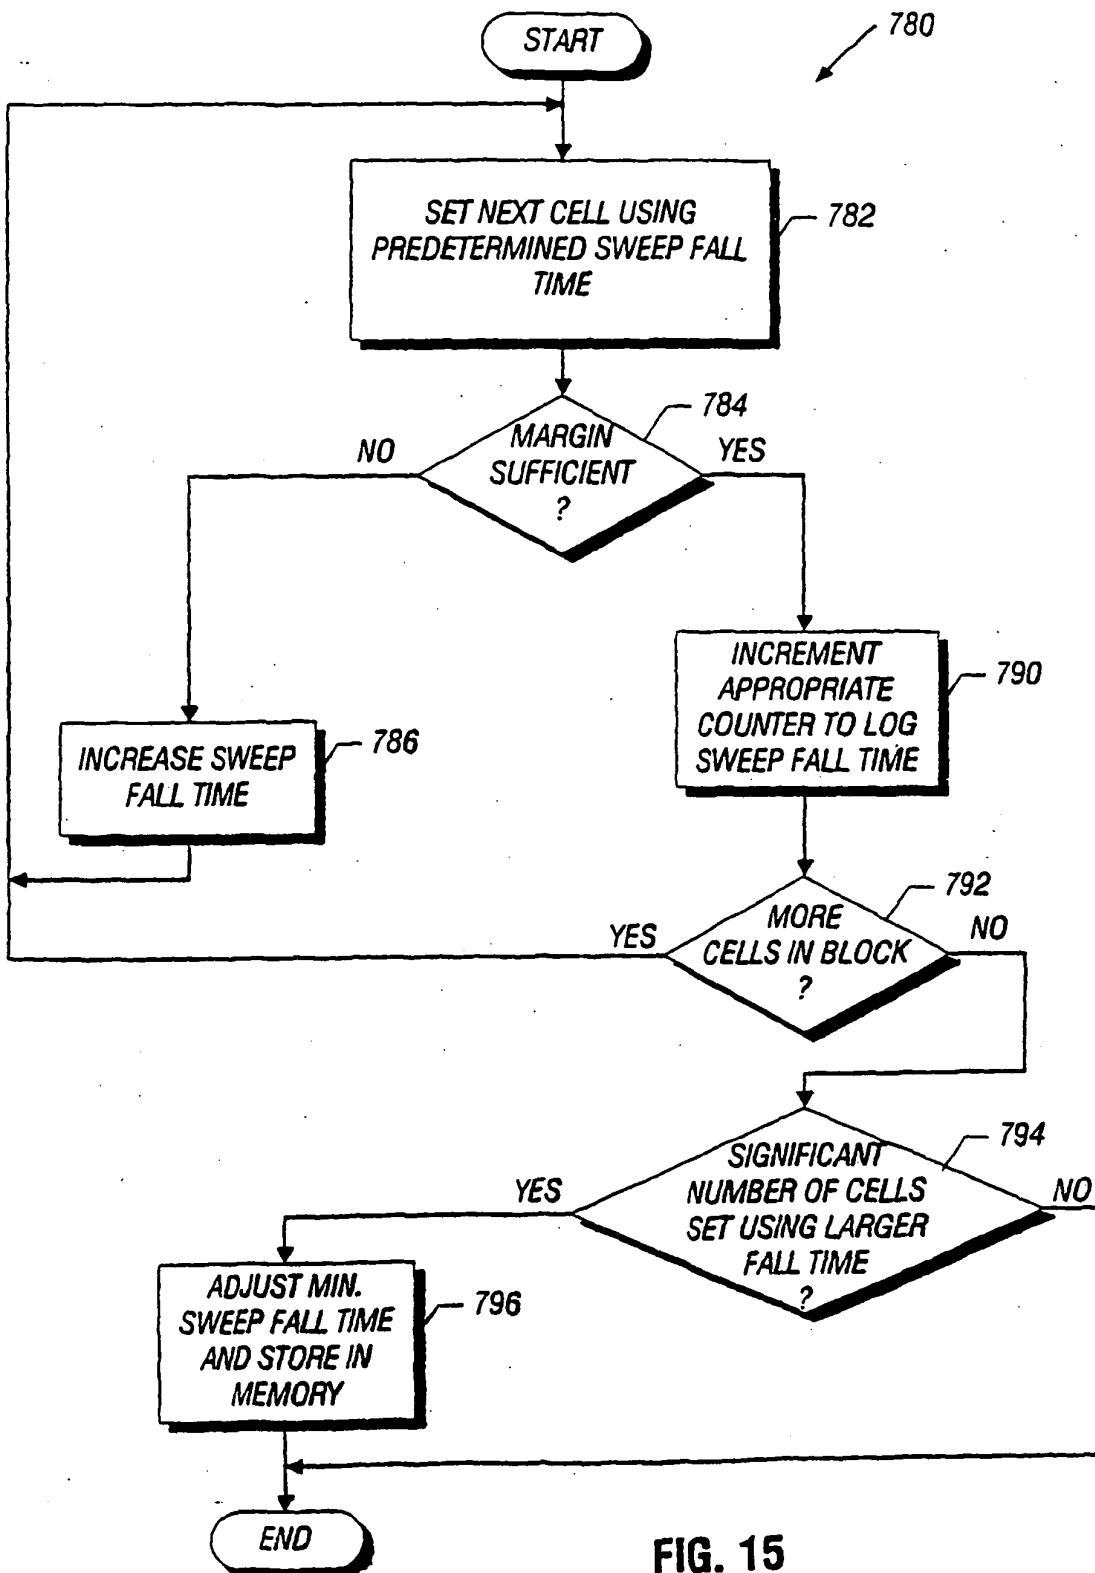 START
780
SET NEXT CELL USING
PREDETERMINED SWEEP FALL
TIME
782
784
MARGIN
SUFFICIENT
?
NO
YES
INCREMENT
APPROPRIATE
COUNTER TO LOG
SWEEP FALL TIME
790
INCREASE SWEEP
FALL TIME
786
792
MORE
CELLS IN BLOCK
?
YES
NO
794
SIGNIFICANT
NUMBER OF CELLS
SET USING LARGER
FALL TIME
?
YES
NO
ADJUST MIN.
SWEEP FALL TIME
AND STORE IN
MEMORY
796
END
FIG. 15